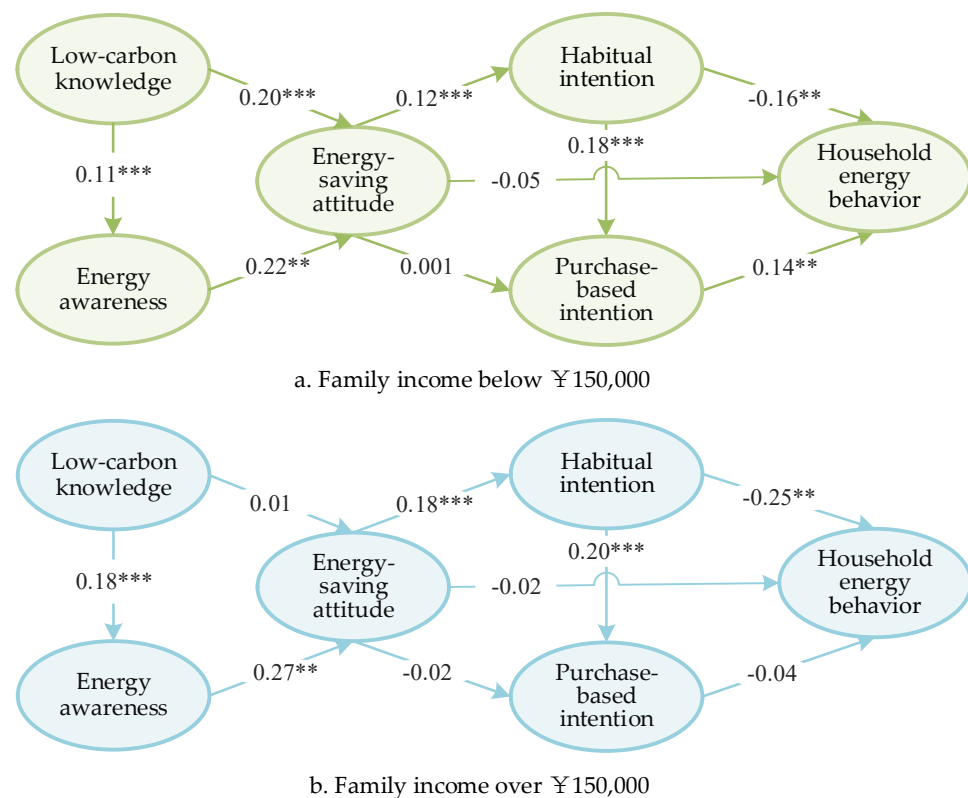 Low-carbon
knowledge
Habitual
intention
0.20***
0.12***
-0.16**
0.11***
Energy-
saving
attitude
0.18***
-0.05
Household
energy
behavior
Energy
awareness
0.22**
0.001
Purchase-
based
intention
0.14**
a. Family income below ¥150,000
Low-carbon
knowledge
Habitual
intention
0.01
0.18***
-0.25**
0.18***
Energy-
saving
attitude
0.20***
-0.02
Household
energy
behavior
Energy
awareness
0.27**
-0.02
Purchase-
based
intention
-0.04
b. Family income over ¥150,000